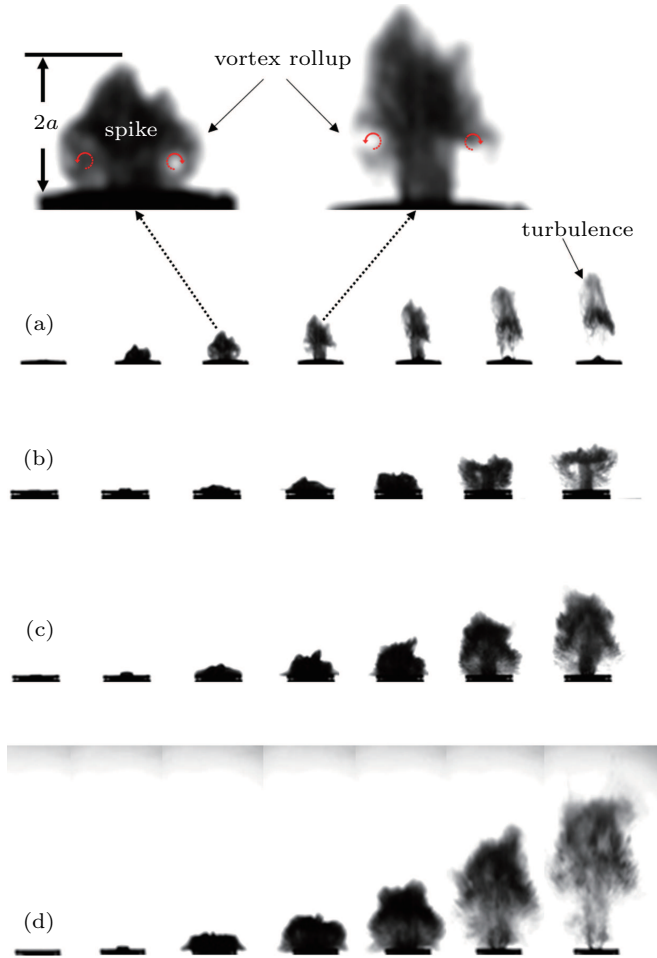 vortex rollup
2a
spike
turbulence
(a)
(b)
(c)
(d)